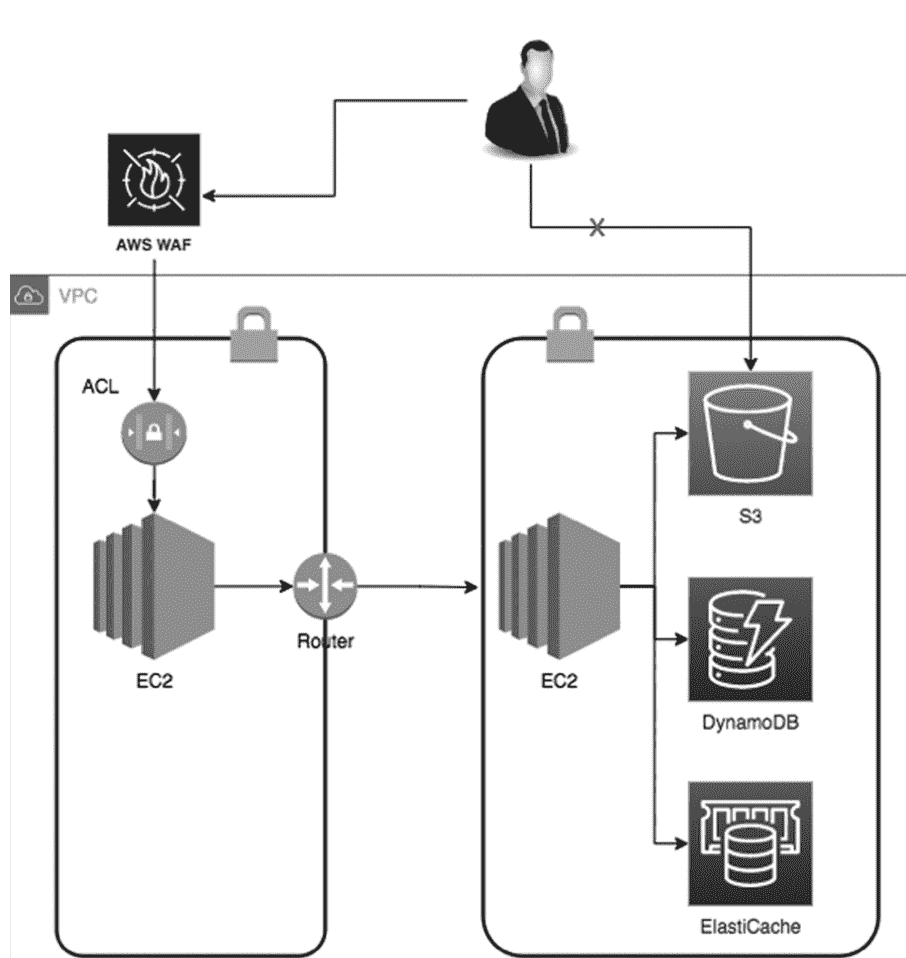 AWS WAF
VPC
ACL
S3
Router
EC2
EC2
DynamoDB
ElastiCache